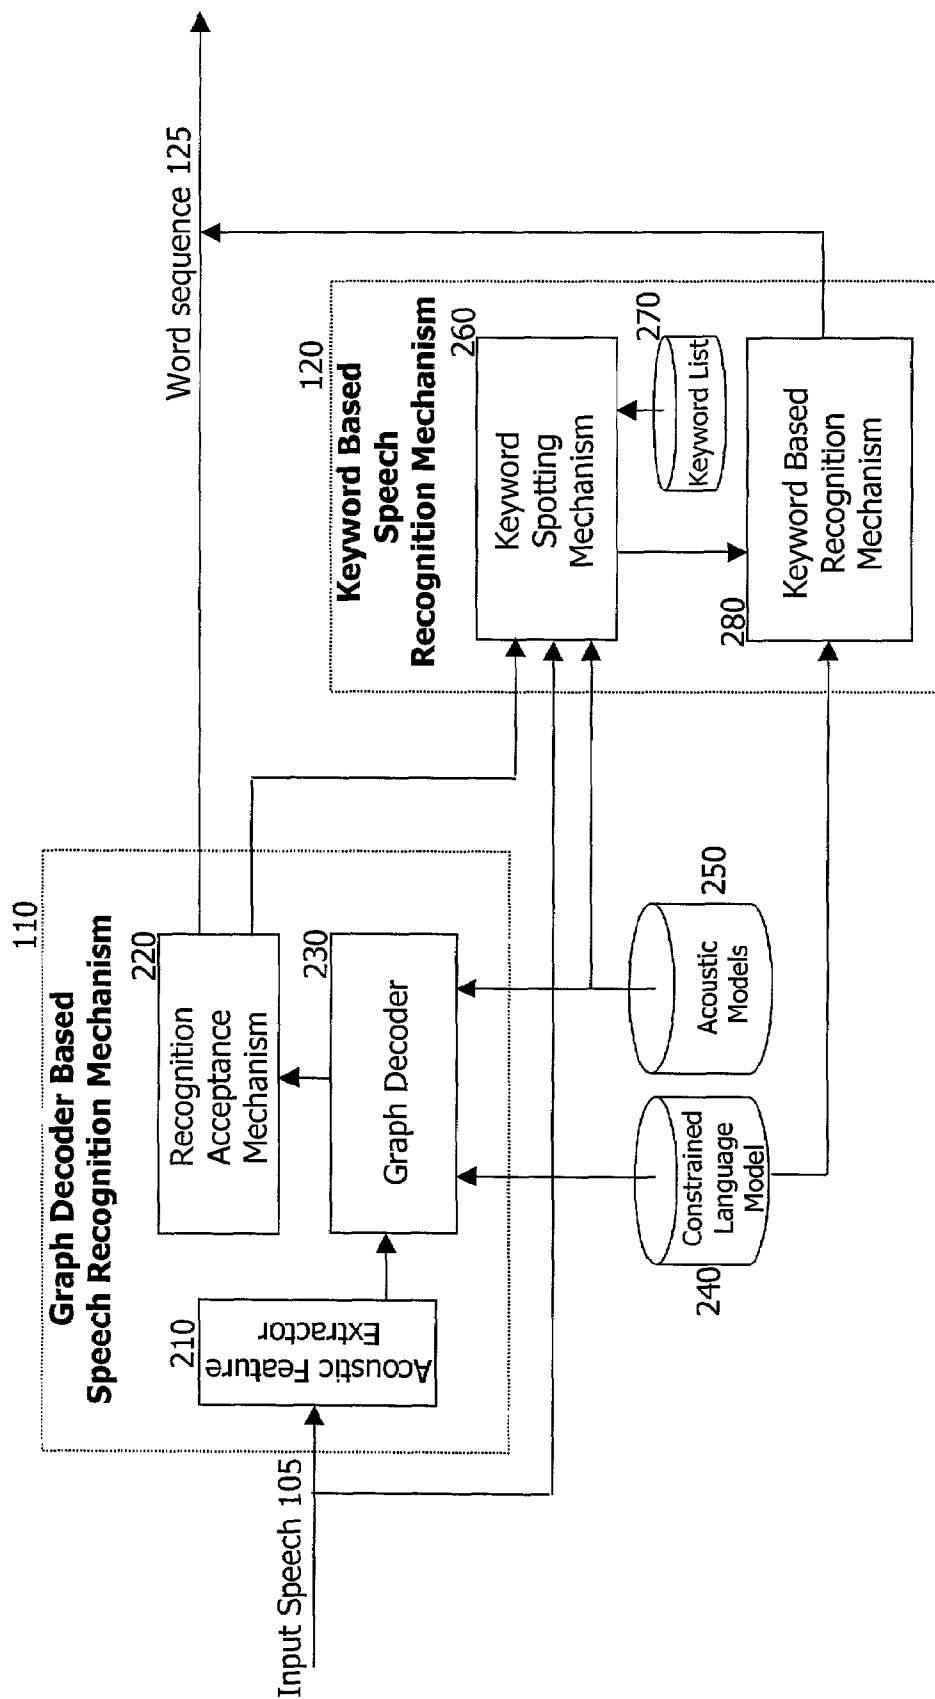 110
Graph Decoder Based
Speech Recognition Mechanism
Input Speech 105
210
Acoustic Feature
Extractor
220
Recognition
Acceptance
Mechanism
230
Graph Decoder
240
Constrained
Language
Model
250
Acoustic
Models
Word sequence 125
120
Keyword Based
Speech
Recognition Mechanism
260
Keyword
Spotting
Mechanism
270
Keyword List
280
Keyword Based
Recognition
Mechanism